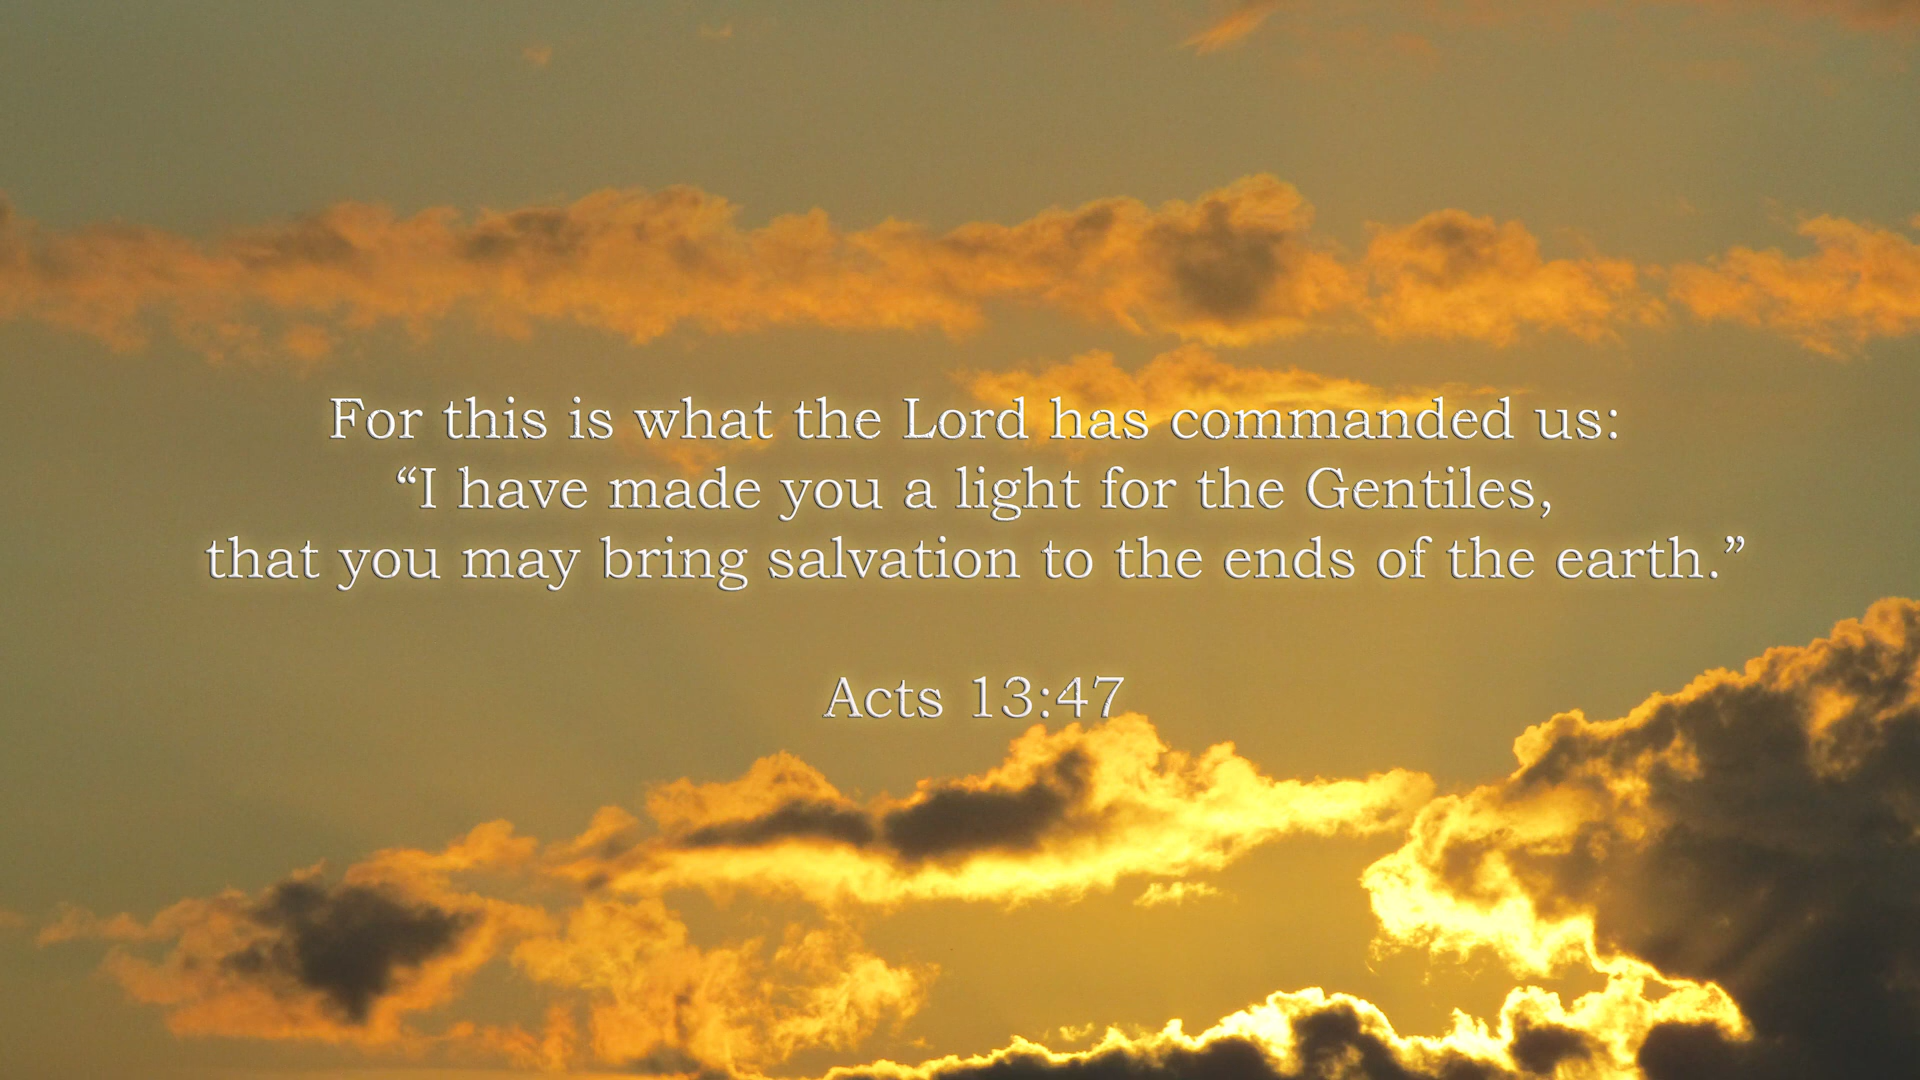 For this is what the Lord has commanded us:
“I have made you a light for the Gentiles,
that you may bring salvation to the ends of the earth.”
Acts 13:47